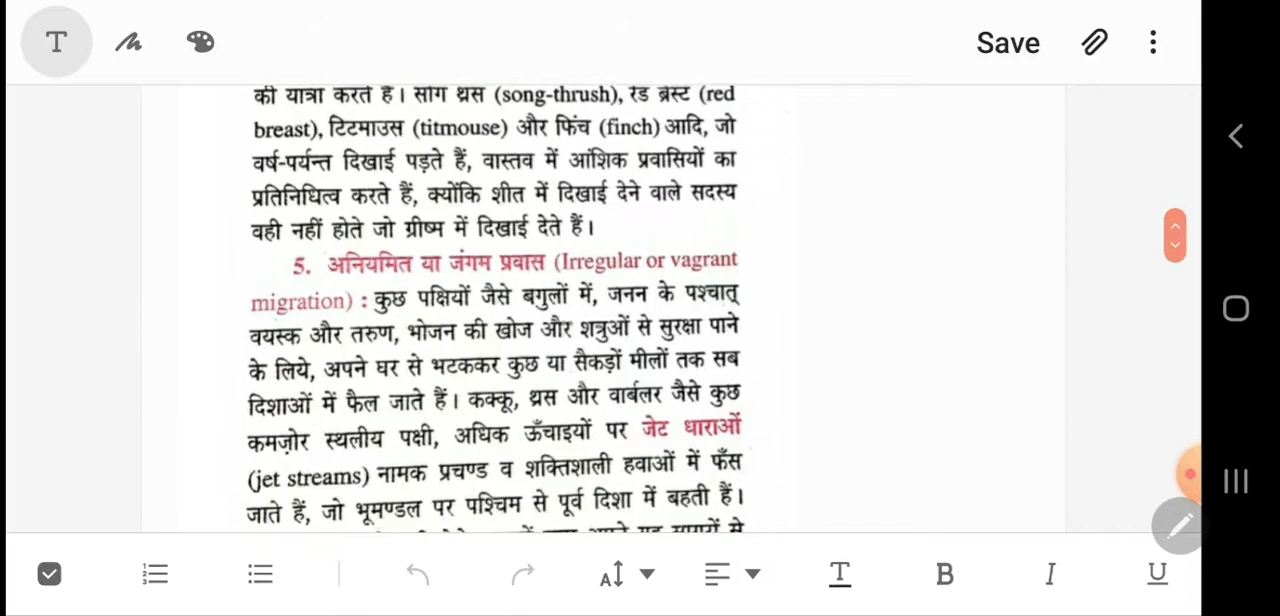 T
Save
की यात्रा करते हैं। सांग थ्रस (song-thrush), रेड ब्रेस्ट (red
breast), टिटमाउस (titmouse) और फिंच (finch) आदि, जो
वर्ष-पर्यन्त दिखाई पड़ते हैं, वास्तव में आंशिक प्रवासियों का
प्रतिनिधित्व करते हैं, क्योंकि शीत में दिखाई देने वाले सदस्य
वही नहीं होते जो ग्रीष्म में दिखाई देते हैं।
5. अनियमित या जंगम प्रवास (Irregular or vagrant
migration) : कुछ पक्षियों जैसे बगुलों में, जनन के पश्चात्
वयस्क और तरुण, भोजन की खोज और शत्रुओं से सुरक्षा पाने
के लिये, अपने घर से भटककर कुछ या सैकड़ों मीलों तक सब
दिशाओं में फैल जाते हैं। कक्कू, थ्रस और वार्बलर जैसे कुछ
कमज़ोर स्थलीय पक्षी, अधिक ऊँचाइयों पर जेट धाराओं
(jet streams) नामक प्रचण्ड व शक्तिशाली हवाओं में फँस
जाते हैं, जो भूमण्डल पर पश्चिम से पूर्व दिशा में बहती हैं।
A
T
B
I
U